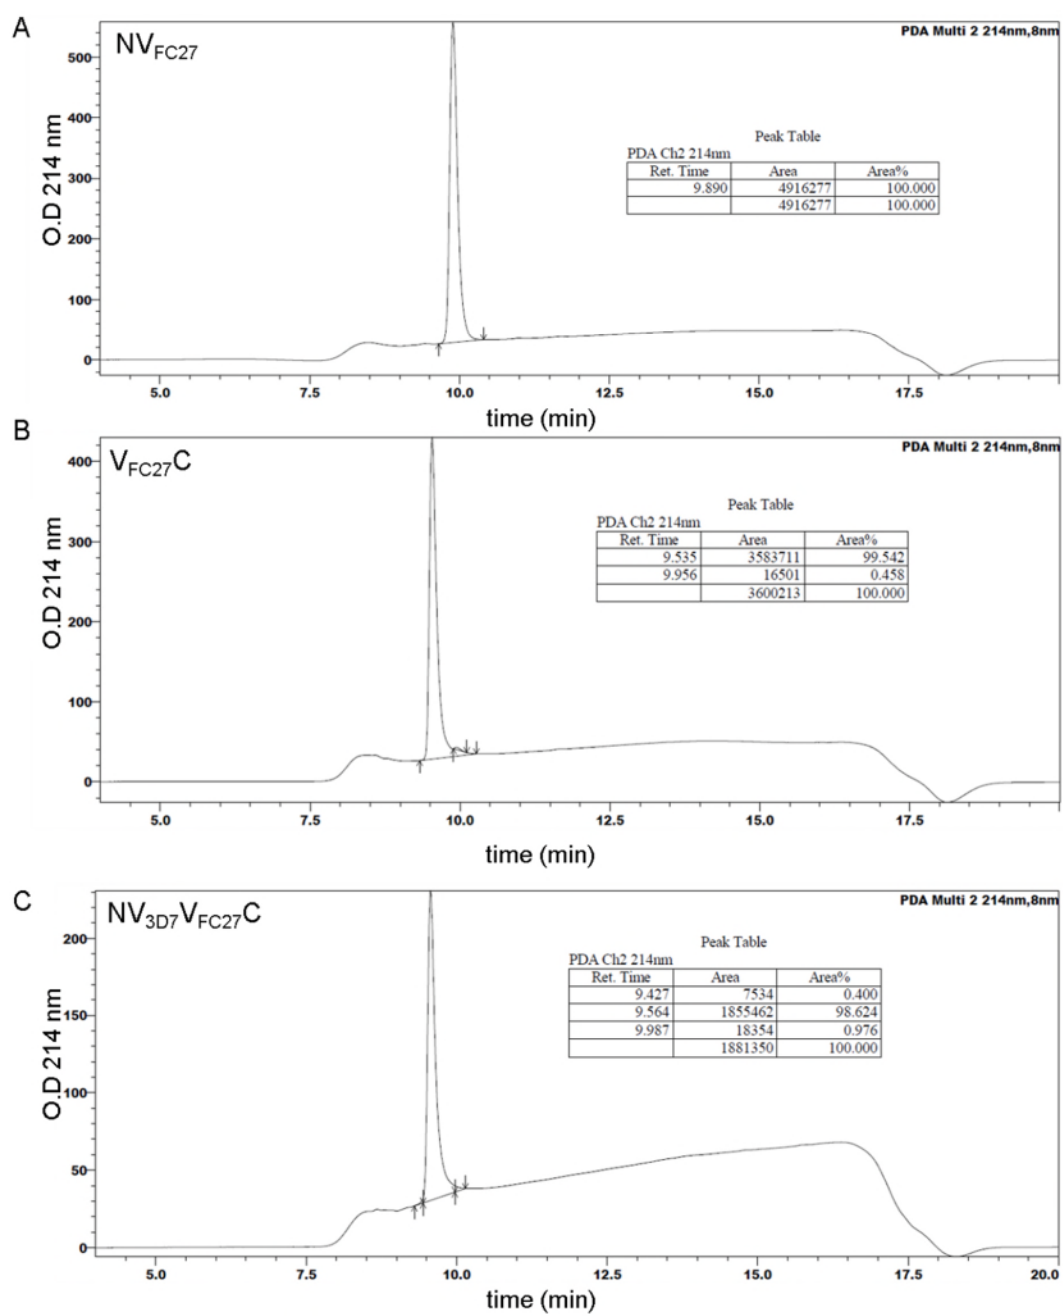 A
NV_FC27
PDA Multi 2 214nm,8nm
O.D 214 nm
500
400
300
200
100
0
Peak Table
PDA Ch2 214nm
Ret. Time Area Area%
9.890 4916277 100.000
4916277 100.000
5.0 7.5 10.0 12.5 15.0 17.5
time (min)
B
V_FC27C
PDA Multi 2 214nm,8nm
O.D 214 nm
400
300
200
100
0
Peak Table
PDA Ch2 214nm
Ret. Time Area Area%
9.535 3583711 99.542
9.956 16501 0.458
3600213 100.000
5.0 7.5 10.0 12.5 15.0 17.5
time (min)
C
NV_3D7V_FC27C
PDA Multi 2 214nm,8nm
O.D 214 nm
200
150
100
50
0
Peak Table
PDA Ch2 214nm
Ret. Time Area Area%
9.427 7534 0.400
9.564 1855462 98.624
9.987 18354 0.976
1881350 100.000
5.0 7.5 10.0 12.5 15.0 17.5 20.0
time (min)